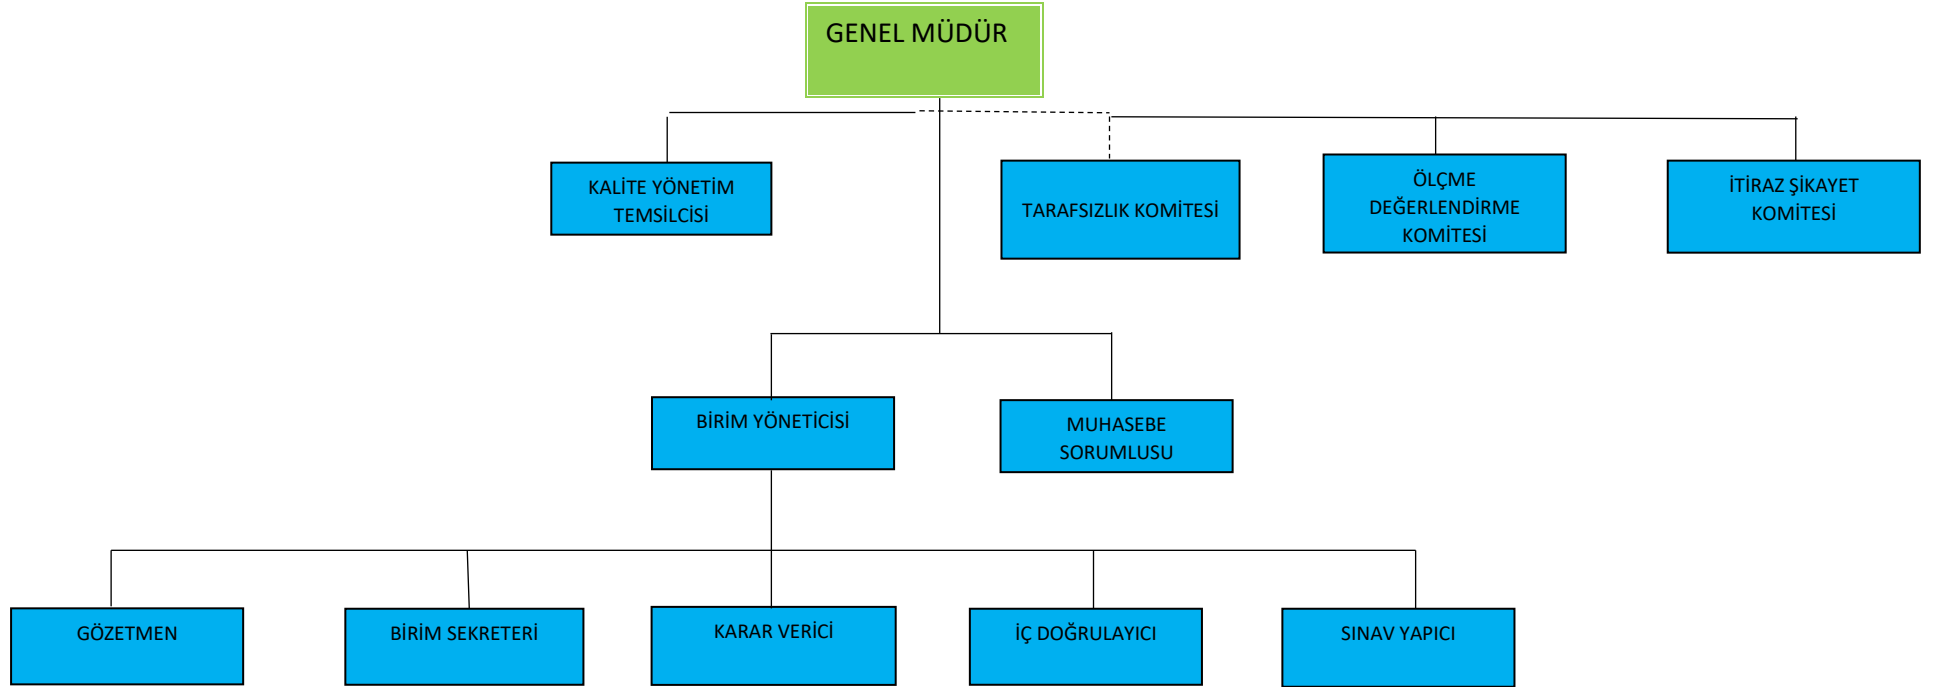 GENEL MÜDÜR
KALİTE YÖNETİM
TEMSİLCİSİ
TARAFSIZLIK KOMİTESİ
ÖLÇME
DEĞERLENDİRME
KOMİTESİ
İTİRAZ ŞİKAYET
KOMİTESİ
BİRİM YÖNETİCİSİ
MUHASEBE
SORUMLUSU
GÖZETMEN
BİRİM SEKRETERİ
KARAR VERİCİ
İÇ DOĞRULAYICI
SINAV YAPICI